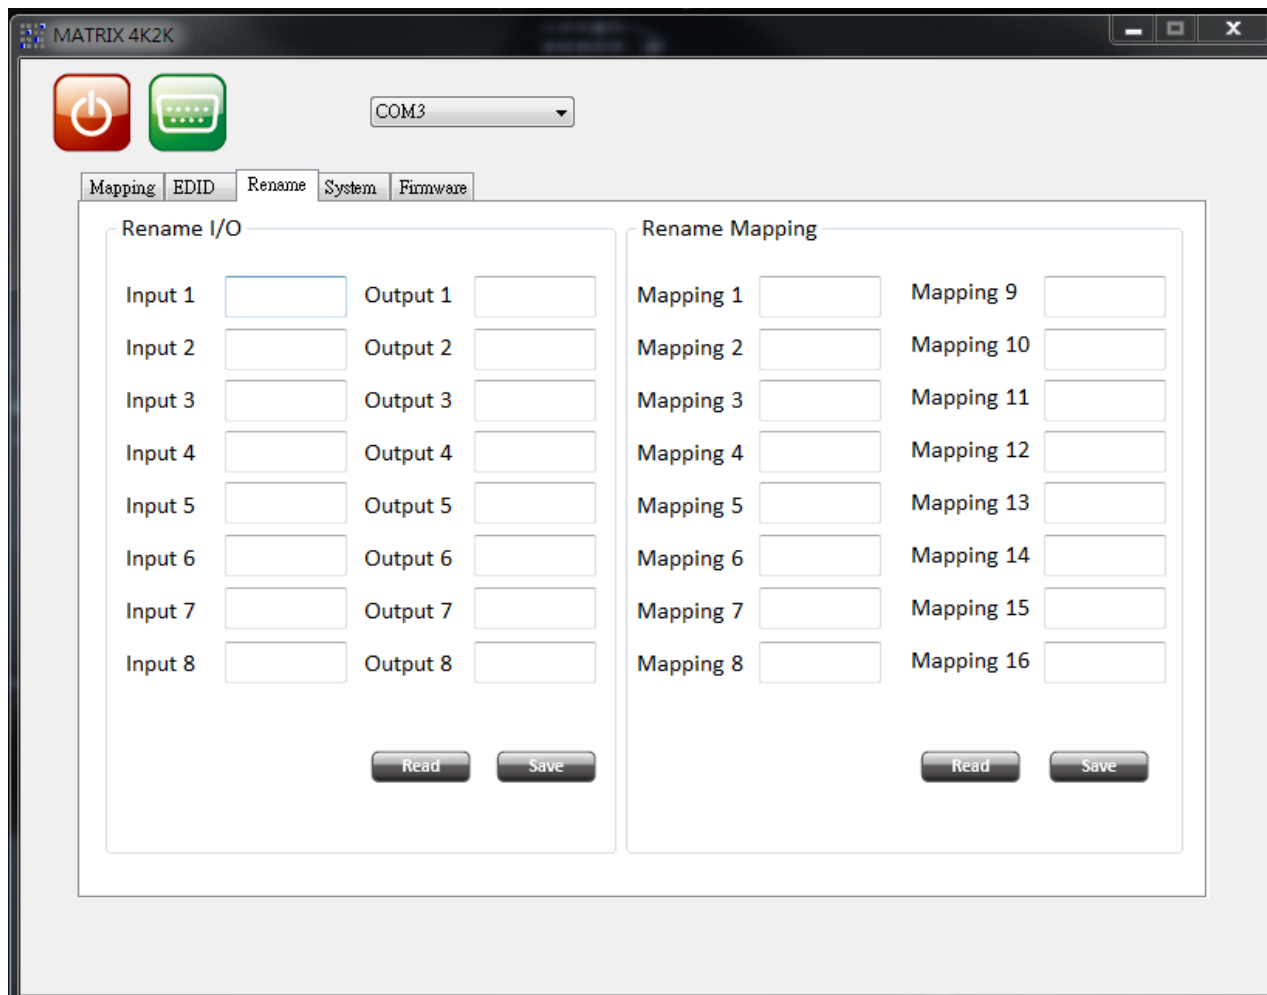 MATRIX 4K2K
COM3
Mapping EDID Rename System Firmware
Rename I/O Rename Mapping
Input 1 Output 1 Mapping 1 Mapping 9
Input 2 Output 2 Mapping 2 Mapping 10
Input 3 Output 3 Mapping 3 Mapping 11
Input 4 Output 4 Mapping 4 Mapping 12
Input 5 Output 5 Mapping 5 Mapping 13
Input 6 Output 6 Mapping 6 Mapping 14
Input 7 Output 7 Mapping 7 Mapping 15
Input 8 Output 8 Mapping 8 Mapping 16
Read Save Read Save